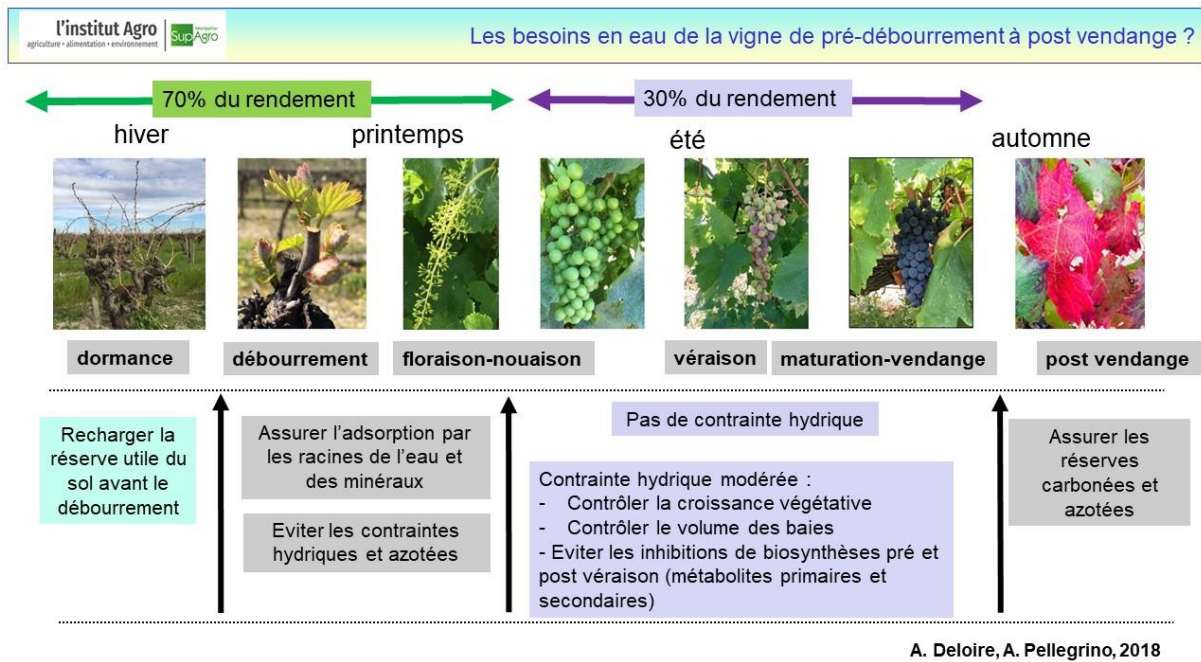 l'institut Agro
agriculture • alimentation • environnement
Montpellier
SupAgro
Les besoins en eau de la vigne de pré-débourrement à post vendange ?
70% du rendement
30% du rendement
hiver
printemps
été
automne
dormance
débourrement
floraison-nouaison
véraison
maturation-vendange
post vendange
Recharger la
réserve utile du
sol avant le
débourrement
Assurer l'adsorption par
les racines de l'eau et
des minéraux
Eviter les contraintes
hydriques et azotées
Pas de contrainte hydrique
Contrainte hydrique modérée :
- Contrôler la croissance végétative
- Contrôler le volume des baies
- Eviter les inhibitions de biosynthèses pré et
post véraison (métabolites primaires et
secondaires)
Assurer les
réserves
carbonées et
azotées
A. Deloire, A. Pellegrino, 2018